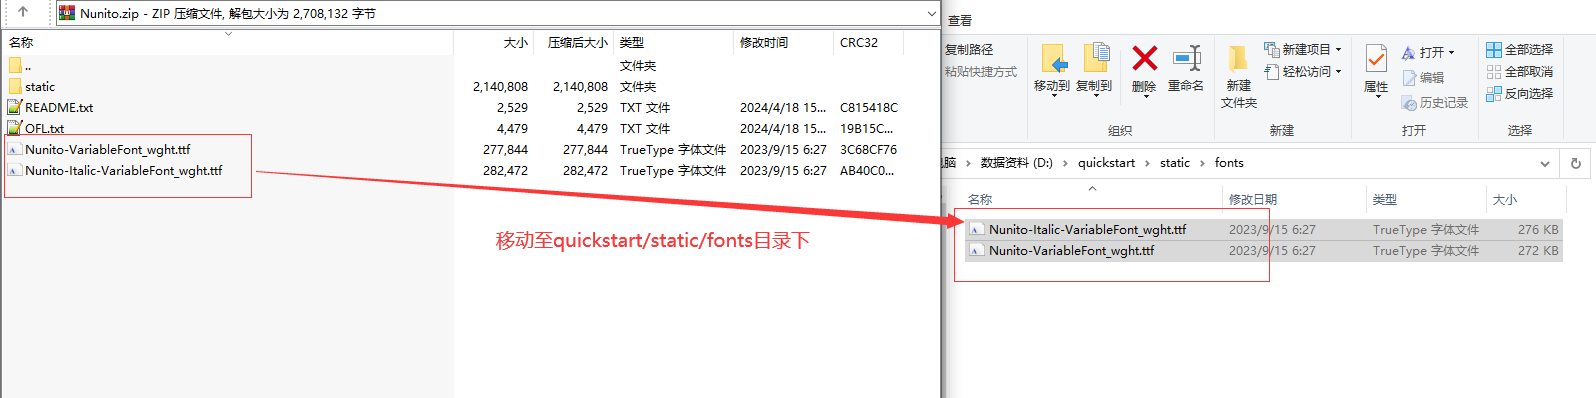 Nunito.zip - ZIP 压缩文件, 解包大小为 2,708,132 字节
名称 大小 压缩后大小 类型 修改时间 CRC32
.. 文件夹
static 2,140,808 2,140,808 文件夹
README.txt 2,529 2,529 TXT 文件 2024/4/18 15... C815418C
OFL.txt 4,479 4,479 TXT 文件 2024/4/18 15... 19B15C...
Nunito-VariableFont_wght.ttf 277,844 277,844 TrueType 字体文件 2023/9/15 6:27 3C68CF76
Nunito-Italic-VariableFont_wght.ttf 282,472 282,472 TrueType 字体文件 2023/9/15 6:27 AB40C0...
移动至quickstart/static/fonts目录下
查看
复制路径
粘贴快捷方式
移动到 复制到 删除 重命名
组织
新建
文件夹
新建项目
轻松访问
新建
属性
打开
编辑
历史记录
打开
全部选择
全部取消
反向选择
选择
电脑 › 数据资料 (D:) › quickstart › static › fonts
名称 修改日期 类型 大小
Nunito-Italic-VariableFont_wght.ttf 2023/9/15 6:27 TrueType 字体文件 276 KB
Nunito-VariableFont_wght.ttf 2023/9/15 6:27 TrueType 字体文件 272 KB